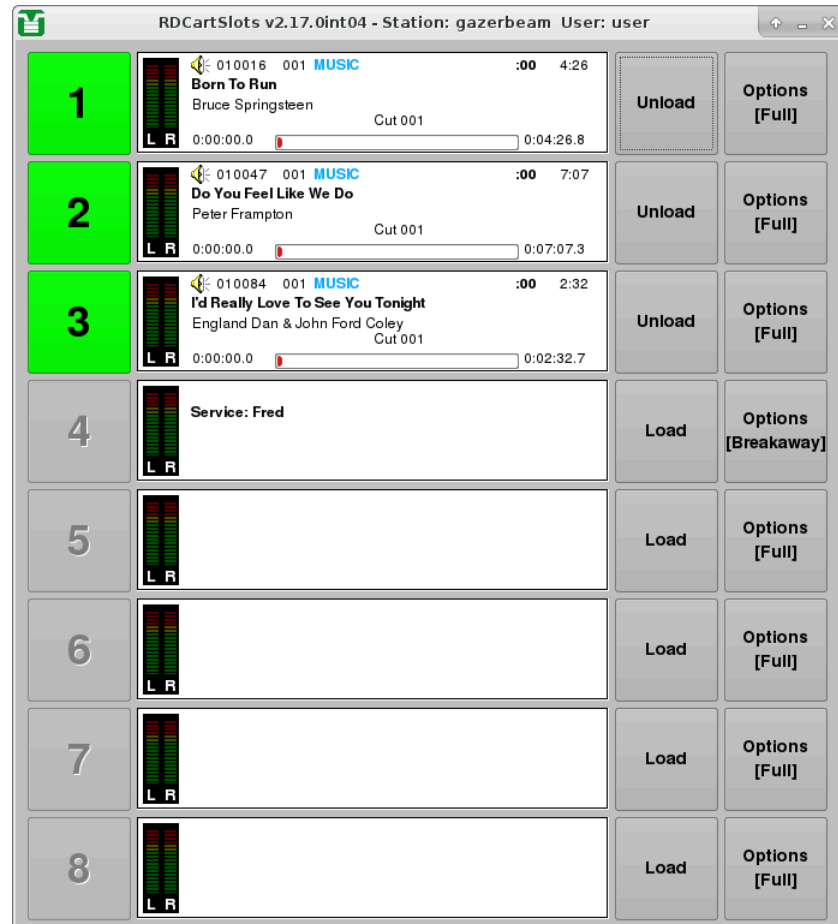 RDCartSlots v2.17.0int04 - Station: gazerbeam User: user
1
010016 001 MUSIC :00 4:26
Born To Run
Bruce Springsteen
Cut 001
L R 0:00:00.0 0:04:26.8
Unload
Options
[Full]
2
010047 001 MUSIC :00 7:07
Do You Feel Like We Do
Peter Frampton
Cut 001
L R 0:00:00.0 0:07:07.3
Unload
Options
[Full]
3
010084 001 MUSIC :00 2:32
I'd Really Love To See You Tonight
England Dan & John Ford Coley
Cut 001
L R 0:00:00.0 0:02:32.7
Unload
Options
[Full]
4
Service: Fred
L R
Load
Options
[Breakaway]
5
L R
Load
Options
[Full]
6
L R
Load
Options
[Full]
7
L R
Load
Options
[Full]
8
L R
Load
Options
[Full]